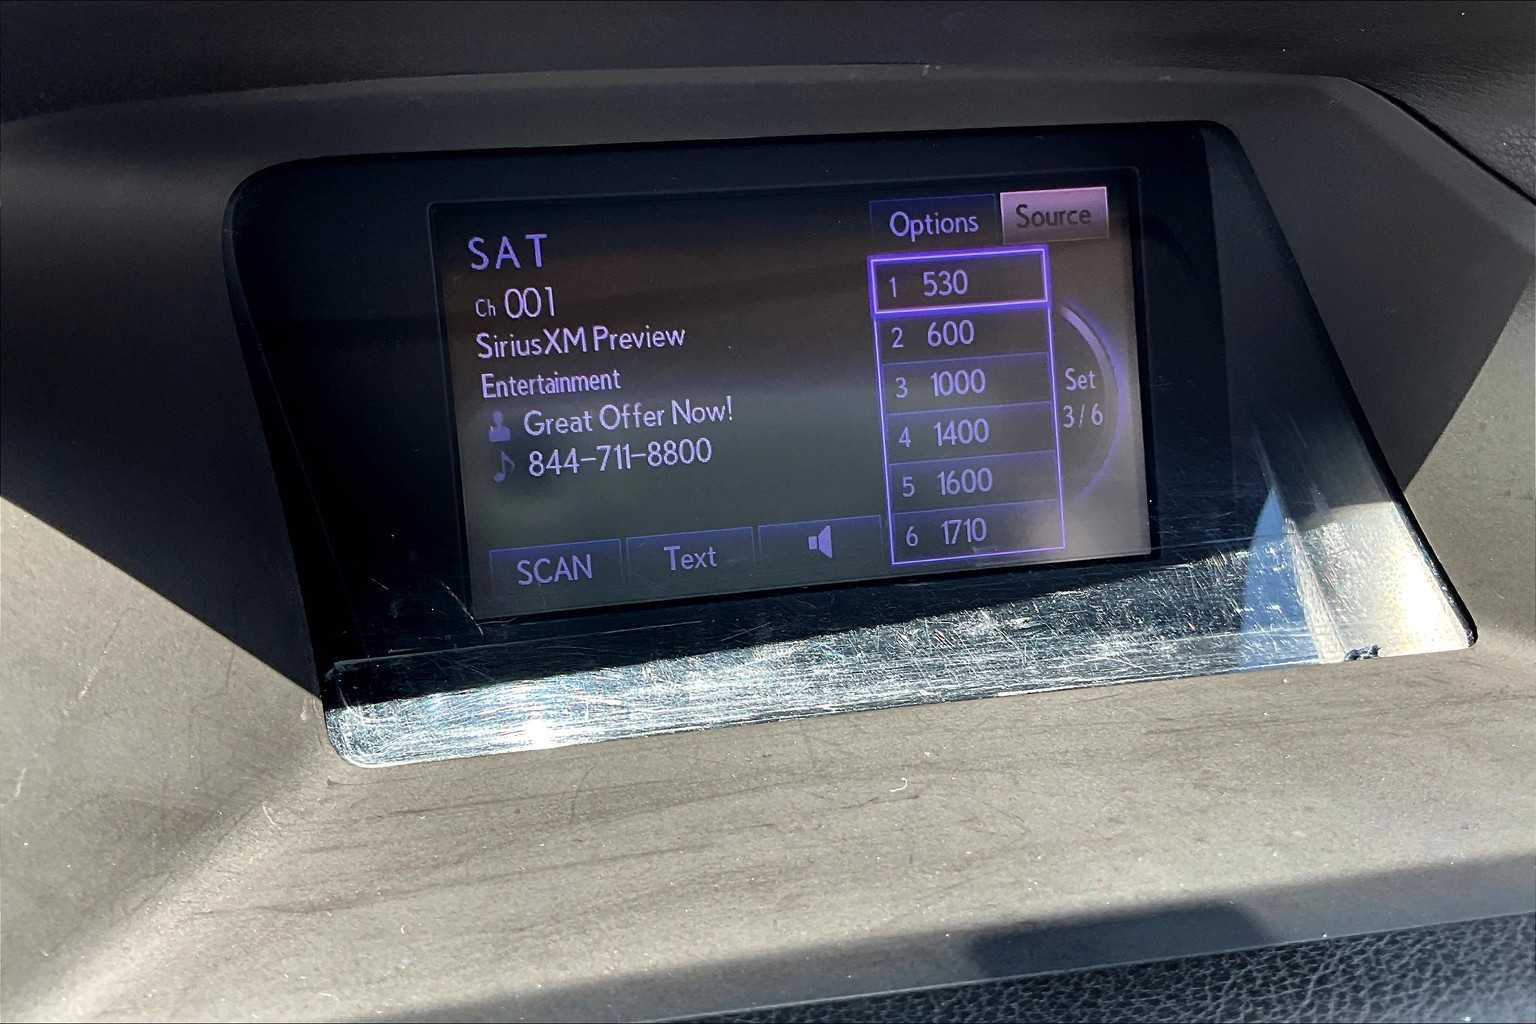 SAT
Ch 001
SiriusXM Preview
Entertainment
Great Offer Now!
844-711-8800
SCAN
Text
Options
Source
1 530
2 600
3 1000
4 1400
5 1600
6 1710
Set
3/6